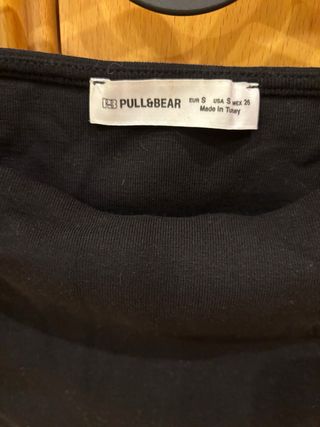 PULL&BEAR EUR S USA S MEX 26
Made in Turkey